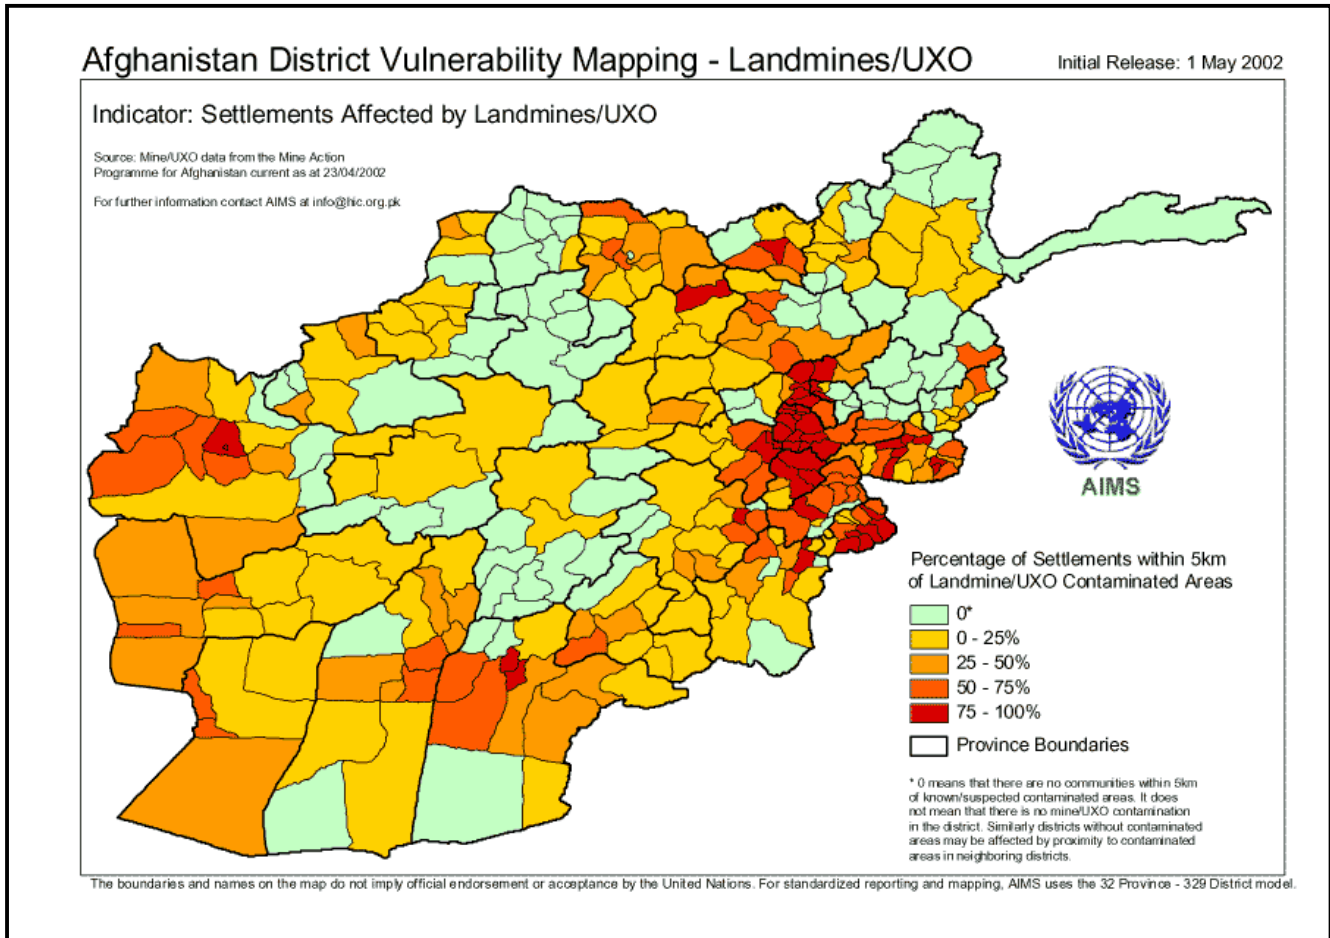 Afghanistan District Vulnerability Mapping - Landmines/UXO
Initial Release: 1 May 2002
Indicator: Settlements Affected by Landmines/UXO
Source: Mine/UXO data from the Mine Action
Programme for Afghanistan current as at 23/04/2002
For further information contact AIMS at info@hic.org.pk
AIMS
Percentage of Settlements within 5km
of Landmine/UXO Contaminated Areas
0*
0 - 25%
25 - 50%
50 - 75%
75 - 100%
Province Boundaries
* 0 means that there are no communities within 5km
of known/suspected contaminated areas. It does
not mean that there is no mine/UXO contamination
in the district. Similarly districts without contaminated
areas may be affected by proximity to contaminated
areas in neighboring districts.
The boundaries and names on the map do not imply official endorsement or acceptance by the United Nations. For standardized reporting and mapping, AIMS uses the 32 Province - 329 District model.